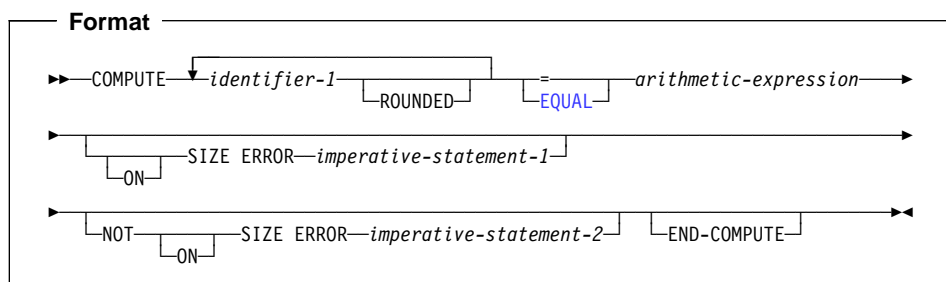 Format
COMPUTE identifier-1 ROUNDED = EQUAL arithmetic-expression
ON SIZE ERROR imperative-statement-1
NOT ON SIZE ERROR imperative-statement-2 END-COMPUTE